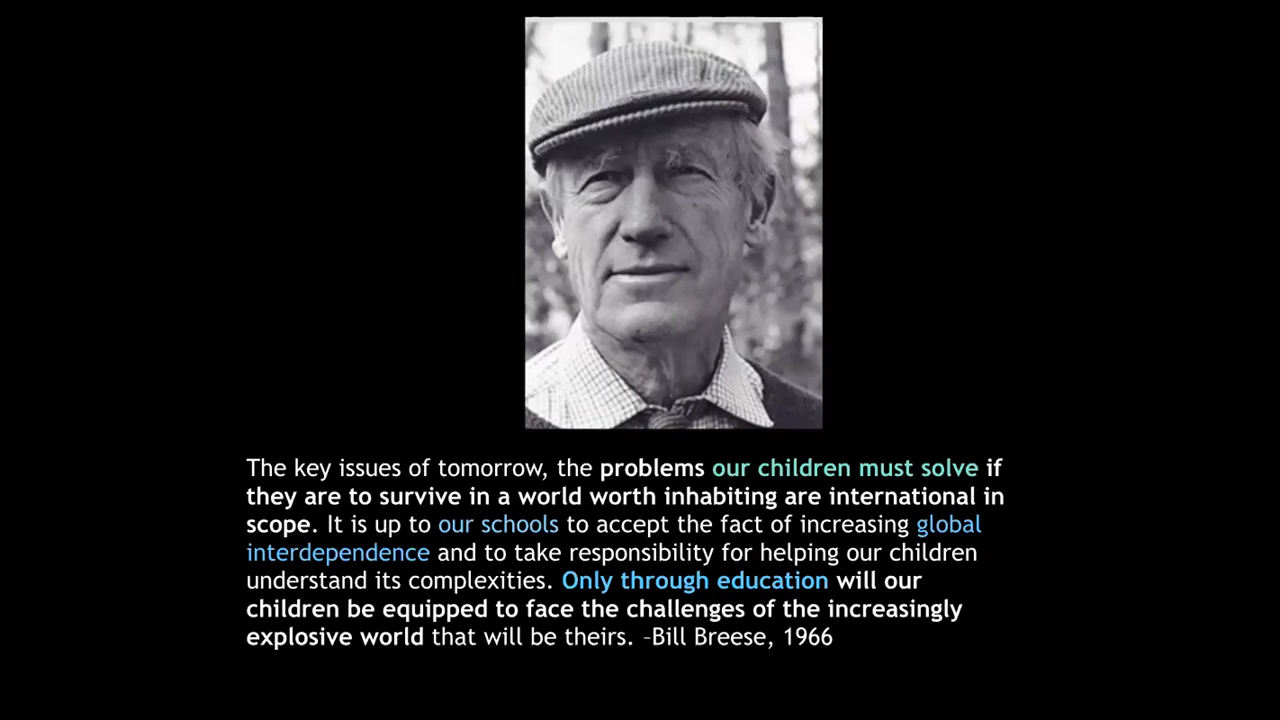 The key issues of tomorrow, the problems our children must solve if
they are to survive in a world worth inhabiting are international in
scope. It is up to our schools to accept the fact of increasing global
interdependence and to take responsibility for helping our children
understand its complexities. Only through education will our
children be equipped to face the challenges of the increasingly
explosive world that will be theirs. –Bill Breese, 1966